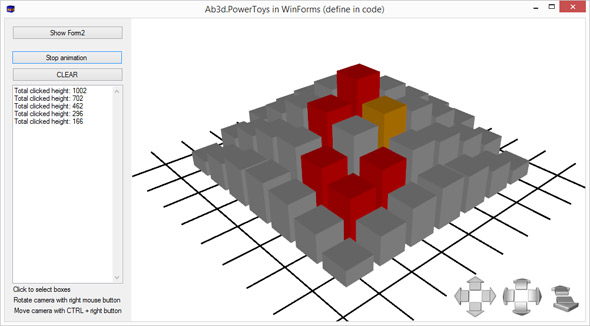 Ab3d.PowerToys in WinForms (define in code)
Show Form2
Stop animation
CLEAR
Total clicked height: 1002
Total clicked height: 702
Total clicked height: 462
Total clicked height: 296
Total clicked height: 166
Click to select boxes
Rotate camera with right mouse button
Move camera with CTRL + right button